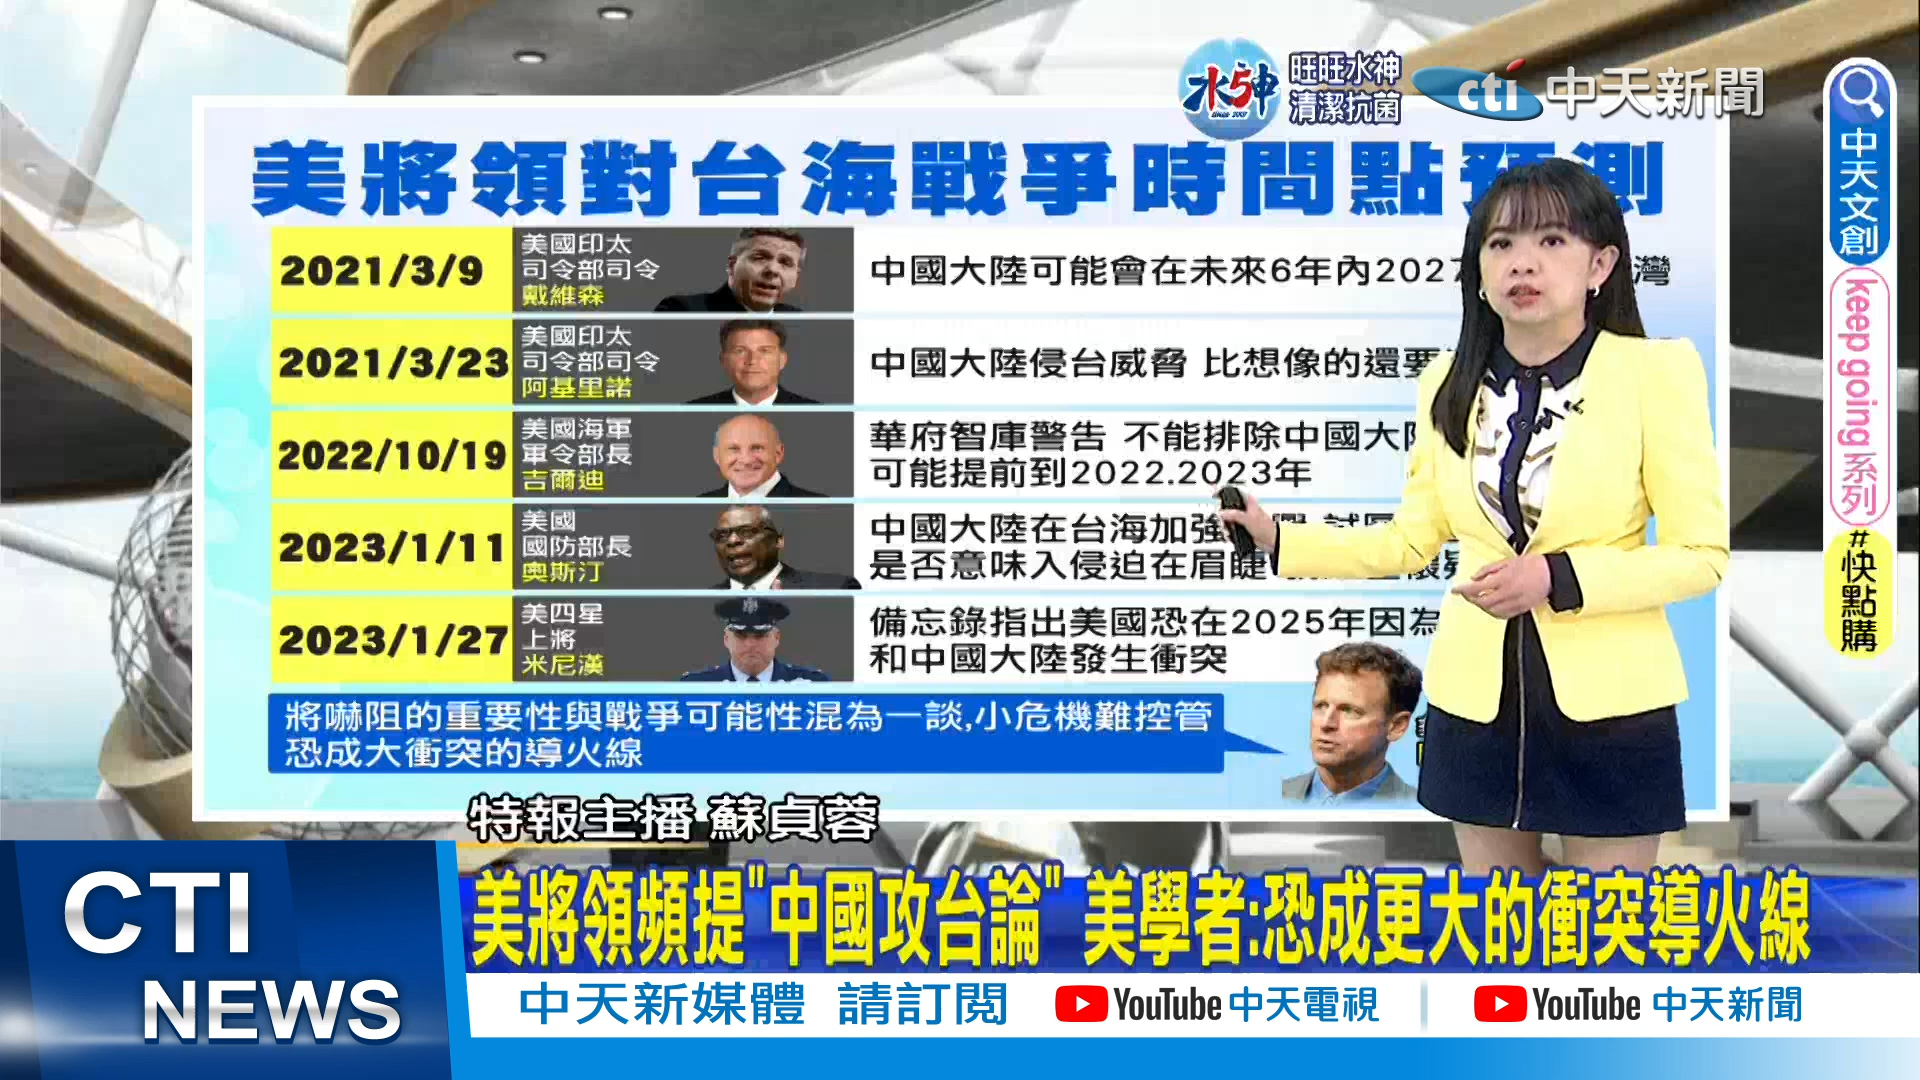 水神
SINCE 2007
旺旺水神
清潔抗菌
cti 中天新聞
美將領對台海戰爭時間點預測
2021/3/9
美國印太
司令部司令
戴維森
中國大陸可能會在未來6年內2027 灣
2021/3/23
美國印太
司令部司令
阿基里諾
中國大陸侵台威脅 比想像的還要
2022/10/19
美國海軍
軍令部長
吉爾迪
華府智庫警告 不能排除中國大陸
可能提前到2022.2023年
2023/1/11
美國
國防部長
奧斯汀
中國大陸在台海加強
是否意味入侵迫在眉睫
2023/1/27
美四星
上將
米尼漢
備忘錄指出美國恐在2025年因為
和中國大陸發生衝突
將嚇阻的重要性與戰爭可能性混為一談,小危機難控管
恐成大衝突的導火線
中天文創
keep going系列
#快點購
特報主播 蘇貞蓉
美將領頻提"中國攻台論" 美學者:恐成更大的衝突導火線
CTI
NEWS
中天新媒體 請訂閱 YouTube 中天電視 | YouTube 中天新聞